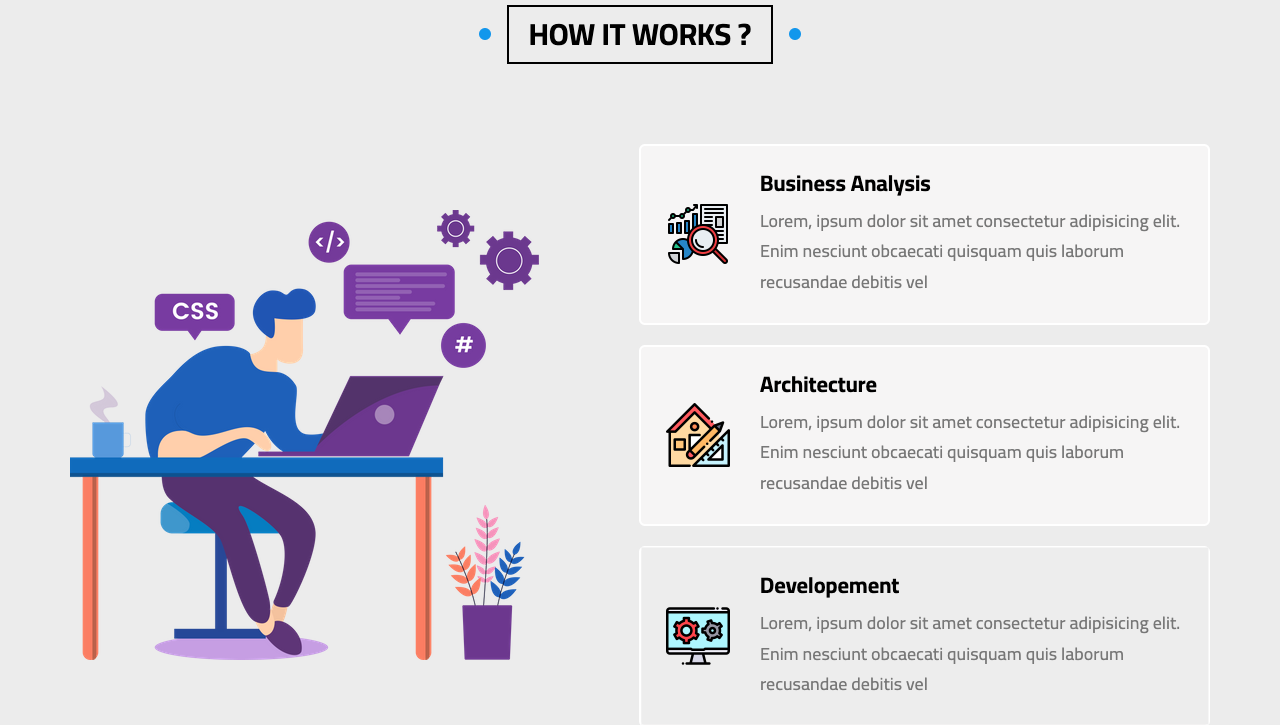 HOW IT WORKS ?
</>
CSS
#
Business Analysis
Lorem, ipsum dolor sit amet consectetur adipisicing elit.
Enim nesciunt obcaecati quisquam quis laborum
recusandae debitis vel
Architecture
Lorem, ipsum dolor sit amet consectetur adipisicing elit.
Enim nesciunt obcaecati quisquam quis laborum
recusandae debitis vel
Developement
Lorem, ipsum dolor sit amet consectetur adipisicing elit.
Enim nesciunt obcaecati quisquam quis laborum
recusandae debitis vel